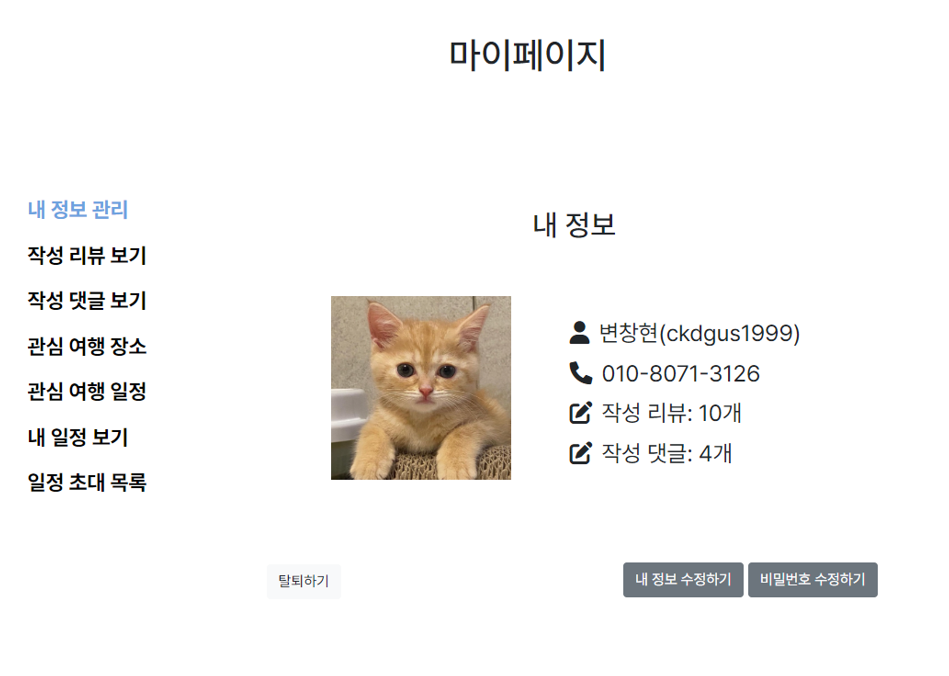 마이페이지
내 정보 관리
작성 리뷰 보기
작성 댓글 보기
관심 여행 장소
관심 여행 일정
내 일정 보기
일정 초대 목록
내 정보
변창현(ckdgus1999)
010-8071-3126
작성 리뷰: 10개
작성 댓글: 4개
탈퇴하기
내 정보 수정하기
비밀번호 수정하기